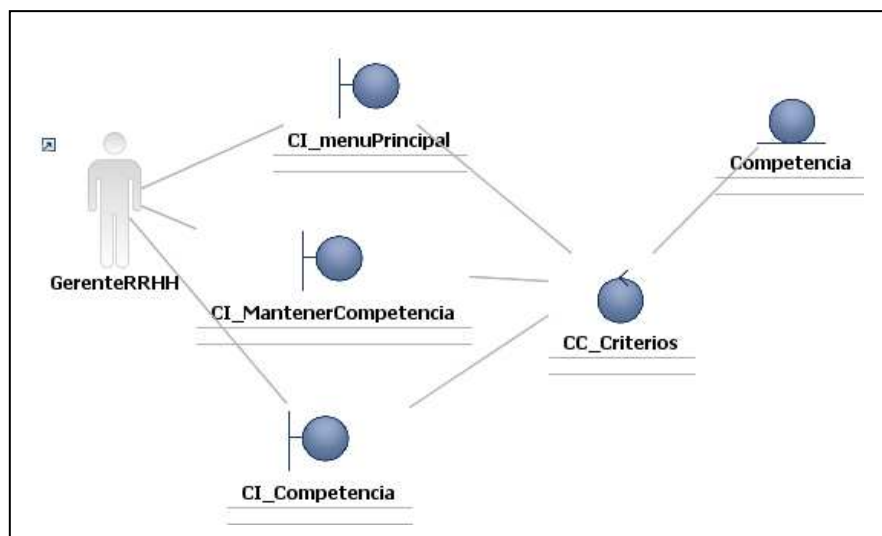 CI_menuPrincipal
Competencia
GerenteRRHH
CI_MantenerCompetencia
CC_Criterios
CI_Competencia